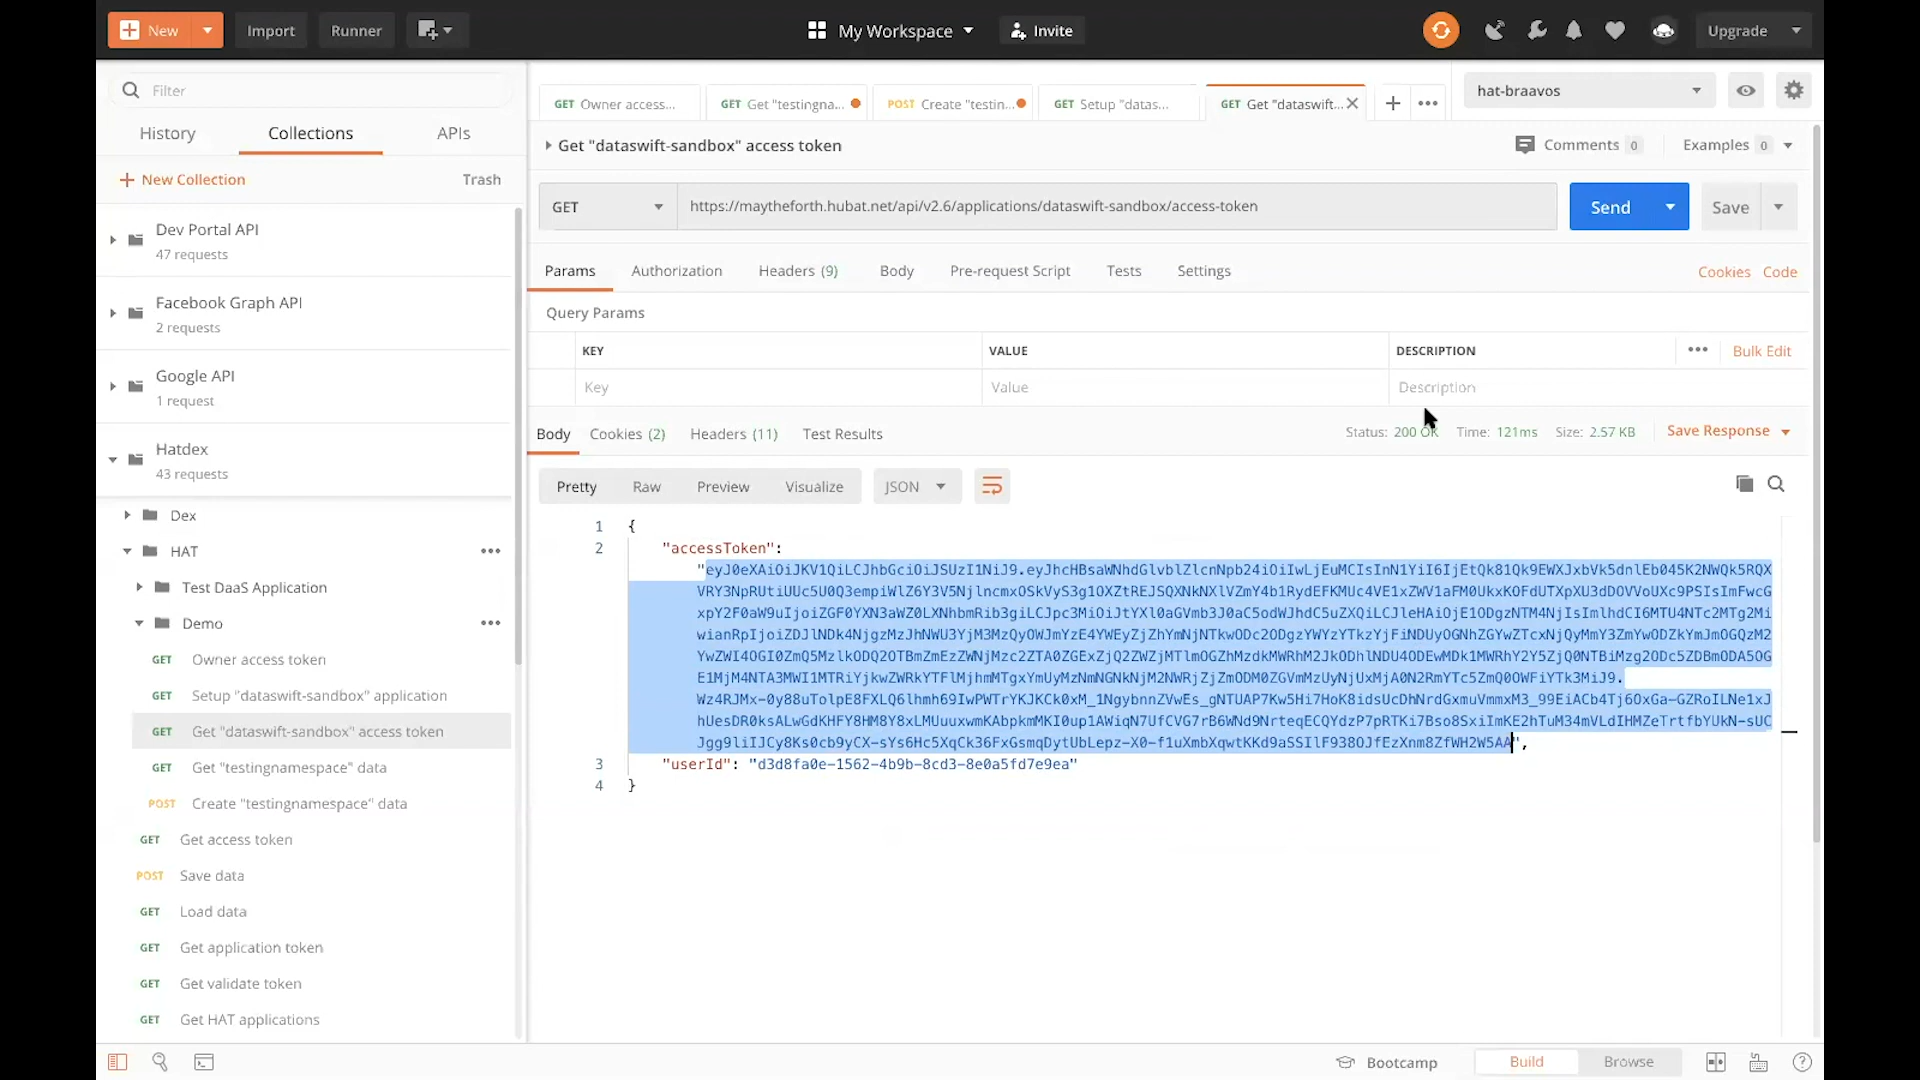 New
Import
Runner
My Workspace
Invite
Upgrade
Filter
History
Collections
APIs
New Collection
Trash
Dev Portal API
47 requests
Facebook Graph API
2 requests
Google API
1 request
Hatdex
43 requests
Dex
HAT
Test DaaS Application
Demo
GET Owner access token
GET Setup "dataswift-sandbox" application
GET Get "dataswift-sandbox" access token
GET Get "testingnamespace" data
POST Create "testingnamespace" data
GET Get access token
POST Save data
GET Load data
GET Get application token
GET Get validate token
GET Get HAT applications
GET Owner access...
GET Get "testingna...
POST Create "testin...
GET Setup "datas...
GET Get "dataswift...
hat-braavos
Get "dataswift-sandbox" access token
Comments 0
Examples 0
GET
https://maytheforth.hubat.net/api/v2.6/applications/dataswift-sandbox/access-token
Send
Save
Params
Authorization
Headers (9)
Body
Pre-request Script
Tests
Settings
Cookies
Code
Query Params
KEY
VALUE
DESCRIPTION
Bulk Edit
Key
Value
Description
Body
Cookies (2)
Headers (11)
Test Results
Status: 200 OK
Time: 121ms
Size: 2.57 KB
Save Response
Pretty
Raw
Preview
Visualize
JSON
1 {
2 "accessToken":
3 "userId": "d3d8fa0e-1562-4b9b-8cd3-8e0a5fd7e9ea"
4 }
Bootcamp
Build
Browse